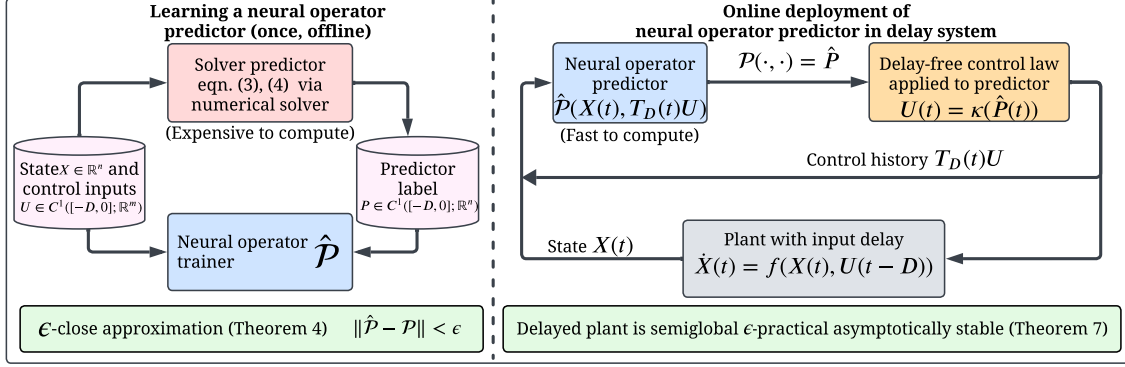 Learning a neural operator
predictor (once, offline)
Solver predictor
eqn. (3), (4) via
numerical solver
(Expensive to compute)
State X ∈ ℝⁿ and
control inputs
U ∈ C¹([−D, 0]; ℝᵐ)
Predictor
label
P ∈ C¹([−D, 0]; ℝⁿ)
Neural operator
trainer
𝒫̂
ϵ-close approximation (Theorem 4) ‖𝒫̂ − 𝒫‖ < ϵ
Online deployment of
neural operator predictor in delay system
Neural operator
predictor
𝒫̂(X(t), T_D(t)U)
(Fast to compute)
𝒫(·, ·) = P̂
Delay-free control law
applied to predictor
U(t) = κ(P̂(t))
Control history T_D(t)U
State X(t)
Plant with input delay
Ẋ(t) = f(X(t), U(t − D))
Delayed plant is semiglobal ϵ-practical asymptotically stable (Theorem 7)